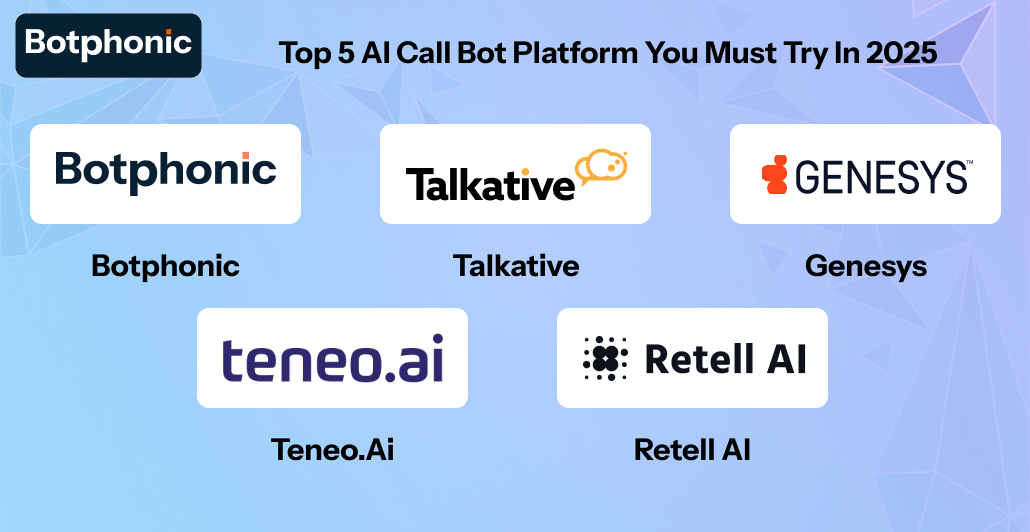 Botphonic
Top 5 AI Call Bot Platform You Must Try In 2025
Botphonic
Talkative
GENESYS™
Botphonic
Talkative
Genesys
teneo.ai
Retell AI
Teneo.Ai
Retell AI